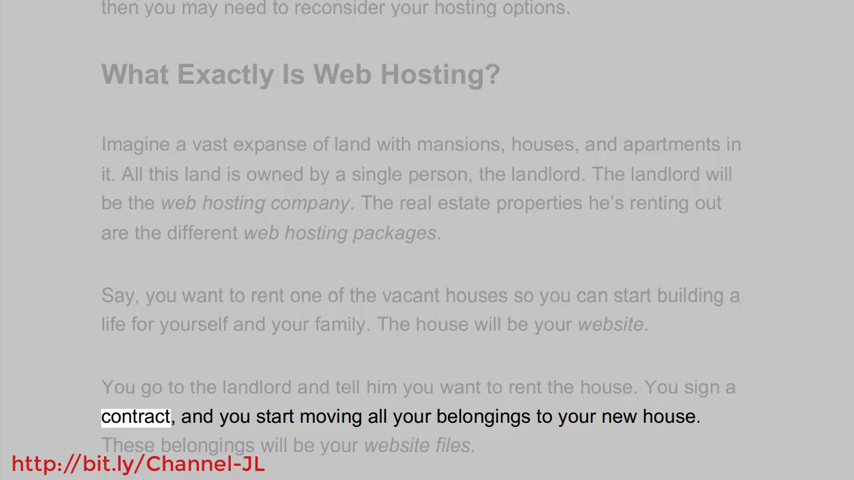 then you may need to reconsider your hosting options.
What Exactly Is Web Hosting?
Imagine a vast expanse of land with mansions, houses, and apartments in
it. All this land is owned by a single person, the landlord. The landlord will
be the web hosting company. The real estate properties he's renting out
are the different web hosting packages.
Say, you want to rent one of the vacant houses so you can start building a
life for yourself and your family. The house will be your website.
You go to the landlord and tell him you want to rent the house. You sign a
contract, and you start moving all your belongings to your new house.
These belongings will be your website files.
http://bit.ly/Channel-JL